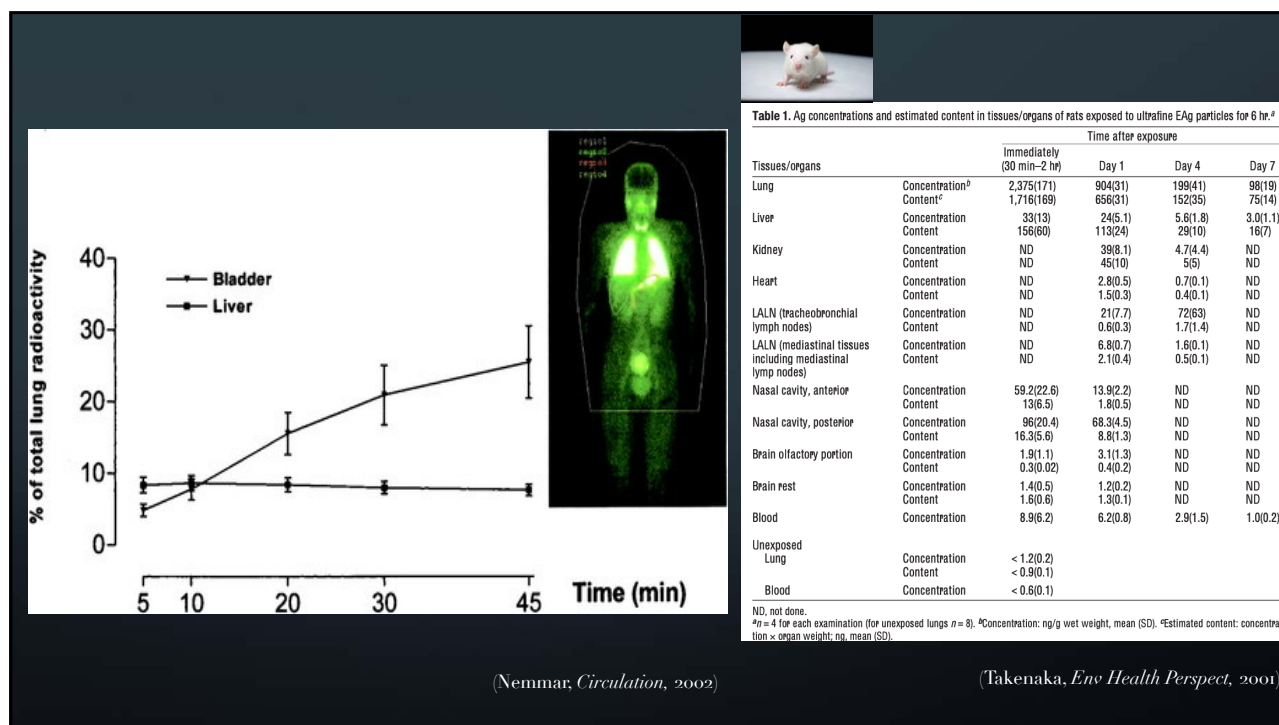 % of total lung radioactivity
40
30
20
10
0
Bladder
Liver
5 10 20 30 45
Time (min)
region1
region2
region3
region4
(Nemmar, Circulation, 2002)
Table 1. Ag concentrations and estimated content in tissues/organs of rats exposed to ultrafine EAg particles for 6 hr.a
Time after exposure
Immediately
Tissues/organs (30 min–2 hr) Day 1 Day 4 Day 7
Lung Concentrationb 2,375(171) 904(31) 199(41) 98(19)
Contentc 1,716(169) 656(31) 152(35) 75(14)
Liver Concentration 33(13) 24(5.1) 5.6(1.8) 3.0(1.1)
Content 156(60) 113(24) 29(10) 16(7)
Kidney Concentration ND 39(8.1) 4.7(4.4) ND
Content ND 45(10) 5(5) ND
Heart Concentration ND 2.8(0.5) 0.7(0.1) ND
Content ND 1.5(0.3) 0.4(0.1) ND
LALN (tracheobronchial Concentration ND 21(7.7) 72(63) ND
lymph nodes) Content ND 0.6(0.3) 1.7(1.4) ND
LALN (mediastinal tissues Concentration ND 6.8(0.7) 1.6(0.1) ND
including mediastinal Content ND 2.1(0.4) 0.5(0.1) ND
lymp nodes)
Nasal cavity, anterior Concentration 59.2(22.6) 13.9(2.2) ND ND
Content 13(6.5) 1.8(0.5) ND ND
Nasal cavity, posterior Concentration 96(20.4) 68.3(4.5) ND ND
Content 16.3(5.6) 8.8(1.3) ND ND
Brain olfactory portion Concentration 1.9(1.1) 3.1(1.3) ND ND
Content 0.3(0.02) 0.4(0.2) ND ND
Brain rest Concentration 1.4(0.5) 1.2(0.2) ND ND
Content 1.6(0.6) 1.3(0.1) ND ND
Blood Concentration 8.9(6.2) 6.2(0.8) 2.9(1.5) 1.0(0.2)
Unexposed
Lung Concentration < 1.2(0.2)
Content < 0.9(0.1)
Blood Concentration < 0.6(0.1)
ND, not done.
an = 4 for each examination (for unexposed lungs n = 8). bConcentration: ng/g wet weight, mean (SD). cEstimated content: concentra
tion × organ weight; ng, mean (SD).
(Takenaka, Env Health Perspect, 2001)